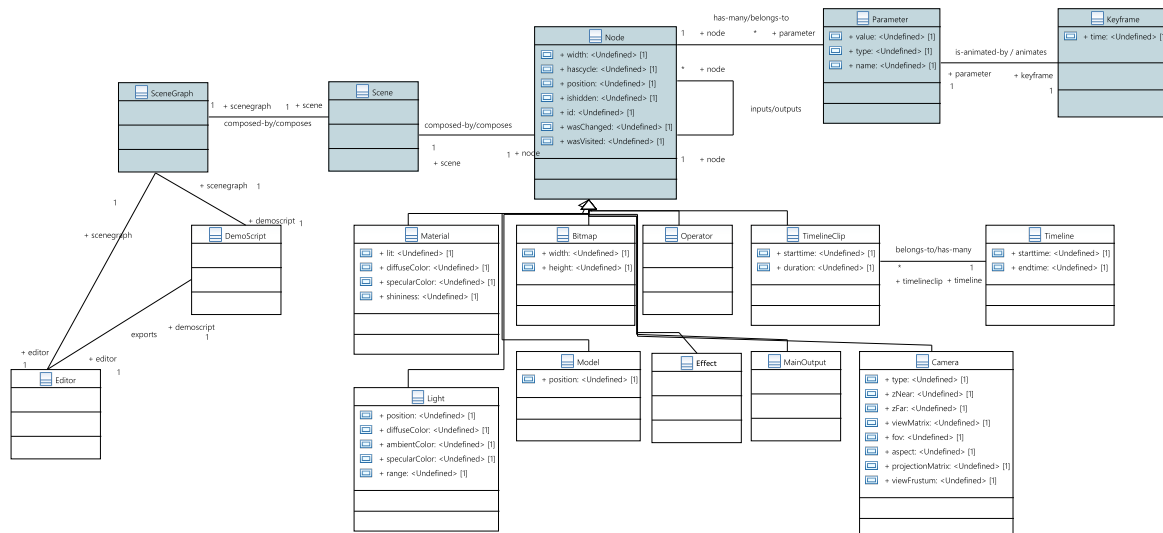 has-many/belongs-to
Parameter
Keyframe
+ value: <Undefined> [1]
+ type: <Undefined> [1]
+ name: <Undefined> [1]
+ time: <Undefined> [1]
1 + node * + parameter
is-animated-by / animates
+ parameter
1
+ keyframe
1
Node
+ width: <Undefined> [1]
+ hascycle: <Undefined> [1]
+ position: <Undefined> [1]
+ ishidden: <Undefined> [1]
+ id: <Undefined> [1]
+ wasChanged: <Undefined> [1]
+ wasVisited: <Undefined> [1]
* + node
inputs/outputs
1 + node
SceneGraph
1 + scenegraph 1 + scene
composed-by/composes
Scene
composed-by/composes
1
+ scene
1 + node
+ scenegraph 1
1
+ scenegraph
+ demoscript 1
DemoScript
exports
+ demoscript
1
+ editor
1
+ editor
1
Editor
Material
+ lit: <Undefined> [1]
+ diffuseColor: <Undefined> [1]
+ specularColor: <Undefined> [1]
+ shininess: <Undefined> [1]
Bitmap
+ width: <Undefined> [1]
+ height: <Undefined> [1]
Operator
TimelineClip
+ starttime: <Undefined> [1]
+ duration: <Undefined> [1]
belongs-to/has-many
* 1
+ timelineclip + timeline
Timeline
+ starttime: <Undefined> [1]
+ endtime: <Undefined> [1]
Model
+ position: <Undefined> [1]
Effect
MainOutput
Camera
+ type: <Undefined> [1]
+ zNear: <Undefined> [1]
+ zFar: <Undefined> [1]
+ viewMatrix: <Undefined> [1]
+ fov: <Undefined> [1]
+ aspect: <Undefined> [1]
+ projectionMatrix: <Undefined> [1]
+ viewFrustum: <Undefined> [1]
Light
+ position: <Undefined> [1]
+ diffuseColor: <Undefined> [1]
+ ambientColor: <Undefined> [1]
+ specularColor: <Undefined> [1]
+ range: <Undefined> [1]